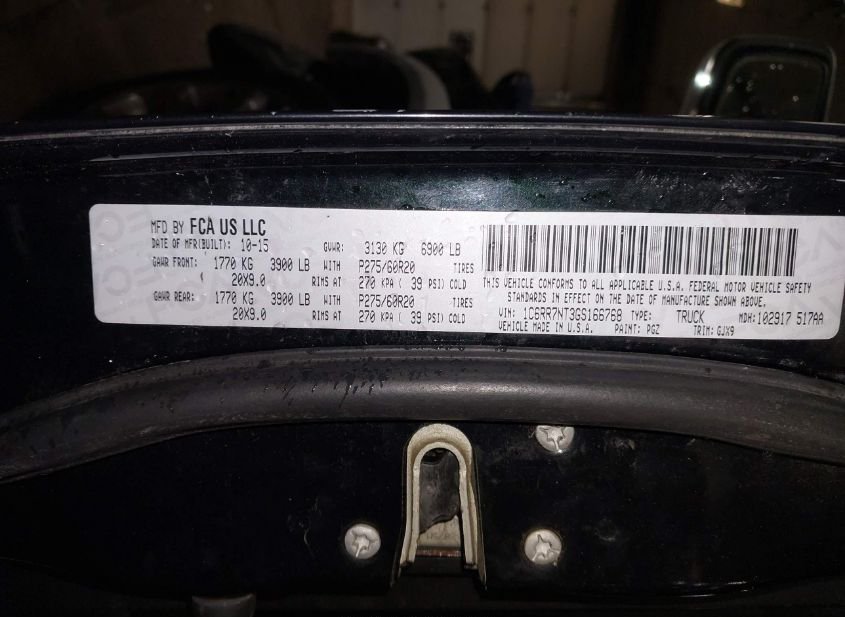 MFD BY FCA US LLC
DATE OF MFR(BUILT): 10-15 GVWR: 3130 KG 6900 LB
GAWR FRONT: 1770 KG 3900 LB WITH P275/60R20 TIRES
20X9.0 RIMS AT 270 KPA ( 39 PSI) COLD
GAWR REAR: 1770 KG 3900 LB WITH P275/60R20 TIRES
20X9.0 RIMS AT 270 KPA ( 39 PSI) COLD
THIS VEHICLE CONFORMS TO ALL APPLICABLE U.S.A. FEDERAL MOTOR VEHICLE SAFETY
STANDARDS IN EFFECT ON THE DATE OF MANUFACTURE SHOWN ABOVE.
VIN: 1C6RR7NT3GS166768 TYPE: TRUCK MDH:102917 517AA
VEHICLE MADE IN U.S.A. PAINT: PGZ TRIM: GJX9